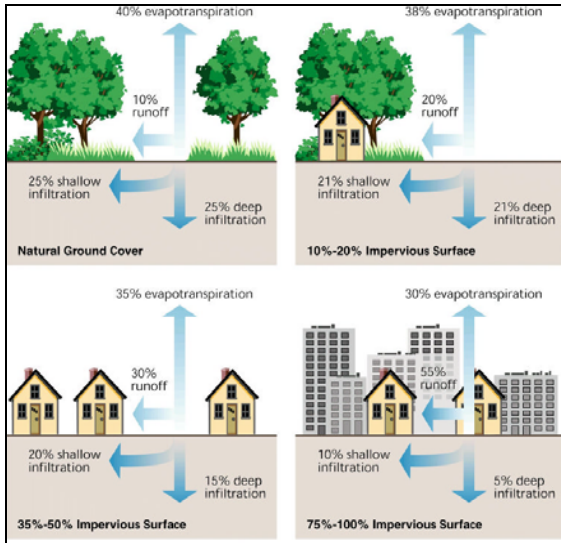 40% evapotranspiration
10%
runoff
25% shallow
infiltration
25% deep
infiltration
Natural Ground Cover
38% evapotranspiration
20%
runoff
21% shallow
infiltration
21% deep
infiltration
10%-20% Impervious Surface
35% evapotranspiration
30%
runoff
20% shallow
infiltration
15% deep
infiltration
35%-50% Impervious Surface
30% evapotranspiration
55%
runoff
10% shallow
infiltration
5% deep
infiltration
75%-100% Impervious Surface